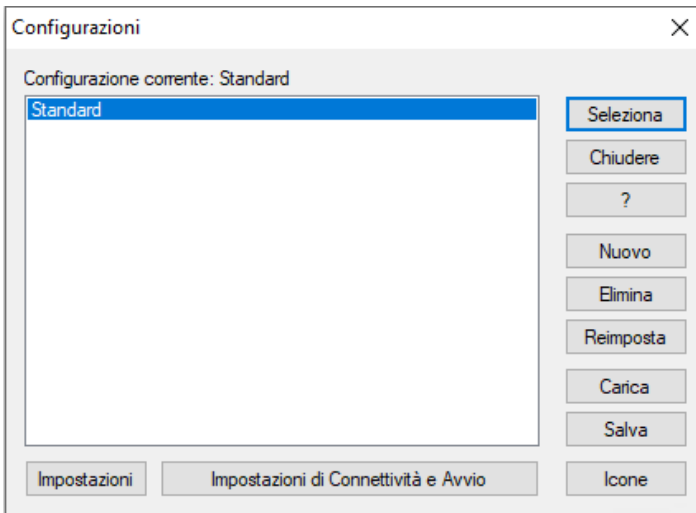 Configurazioni
Configurazione corrente: Standard
Standard
Seleziona
Chiudere
?
Nuovo
Elimina
Reimposta
Carica
Salva
Impostazioni
Impostazioni di Connettività e Avvio
Icone